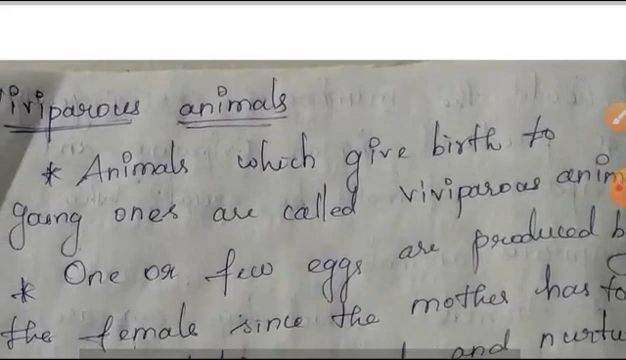 Viviparous animals
* Animals which give birth to
young ones are called viviparous anim
* One or few eggs are produced b
the female since the mother has to
and nurtu